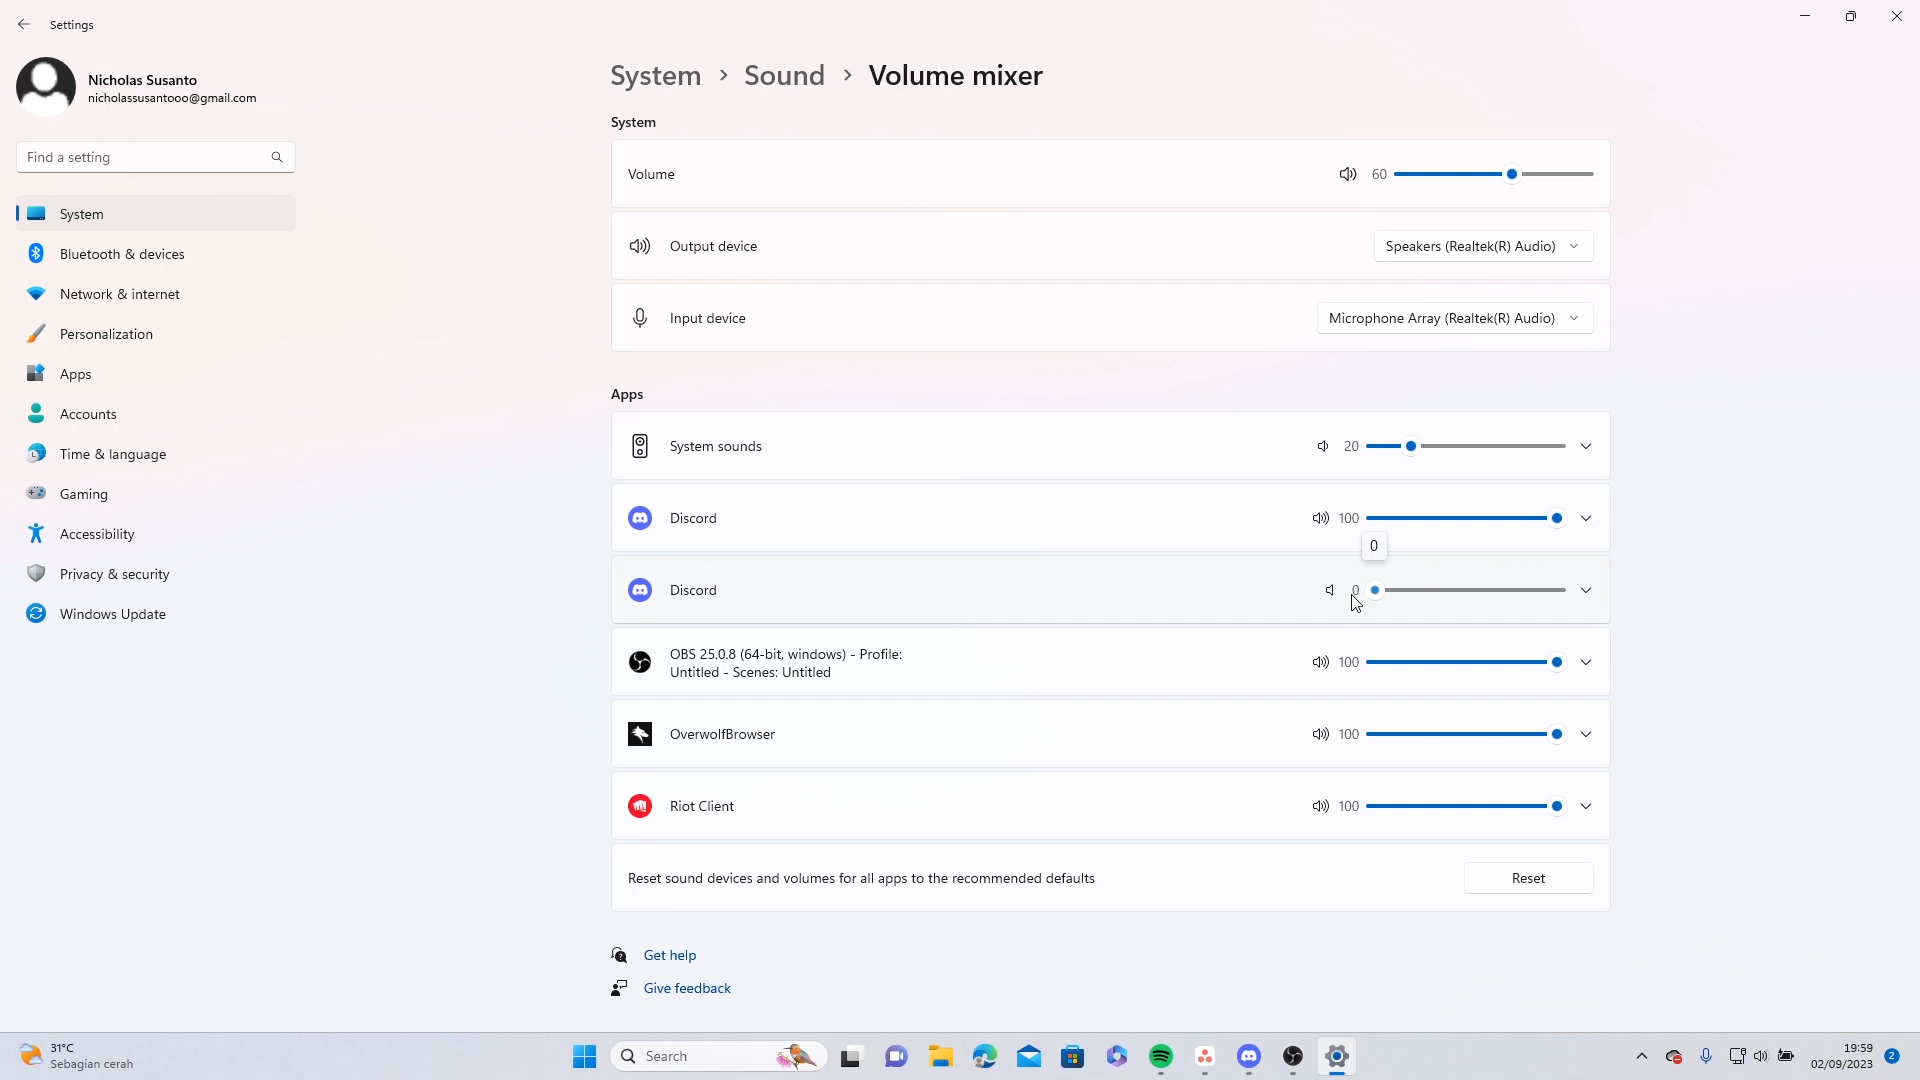 Settings
Nicholas Susanto
nicholassusantooo@gmail.com
Find a setting
System
Bluetooth & devices
Network & internet
Personalization
Apps
Accounts
Time & language
Gaming
Accessibility
Privacy & security
Windows Update
System > Sound > Volume mixer
System
Volume 60
Output device Speakers (Realtek(R) Audio)
Input device Microphone Array (Realtek(R) Audio)
Apps
System sounds 20
Discord 100
0
Discord 0
OBS 25.0.8 (64-bit, windows) - Profile:
Untitled - Scenes: Untitled
100
OverwolfBrowser 100
Riot Client 100
Reset sound devices and volumes for all apps to the recommended defaults Reset
Get help
Give feedback
31°C
Sebagian cerah
Search
19:59
02/09/2023
2